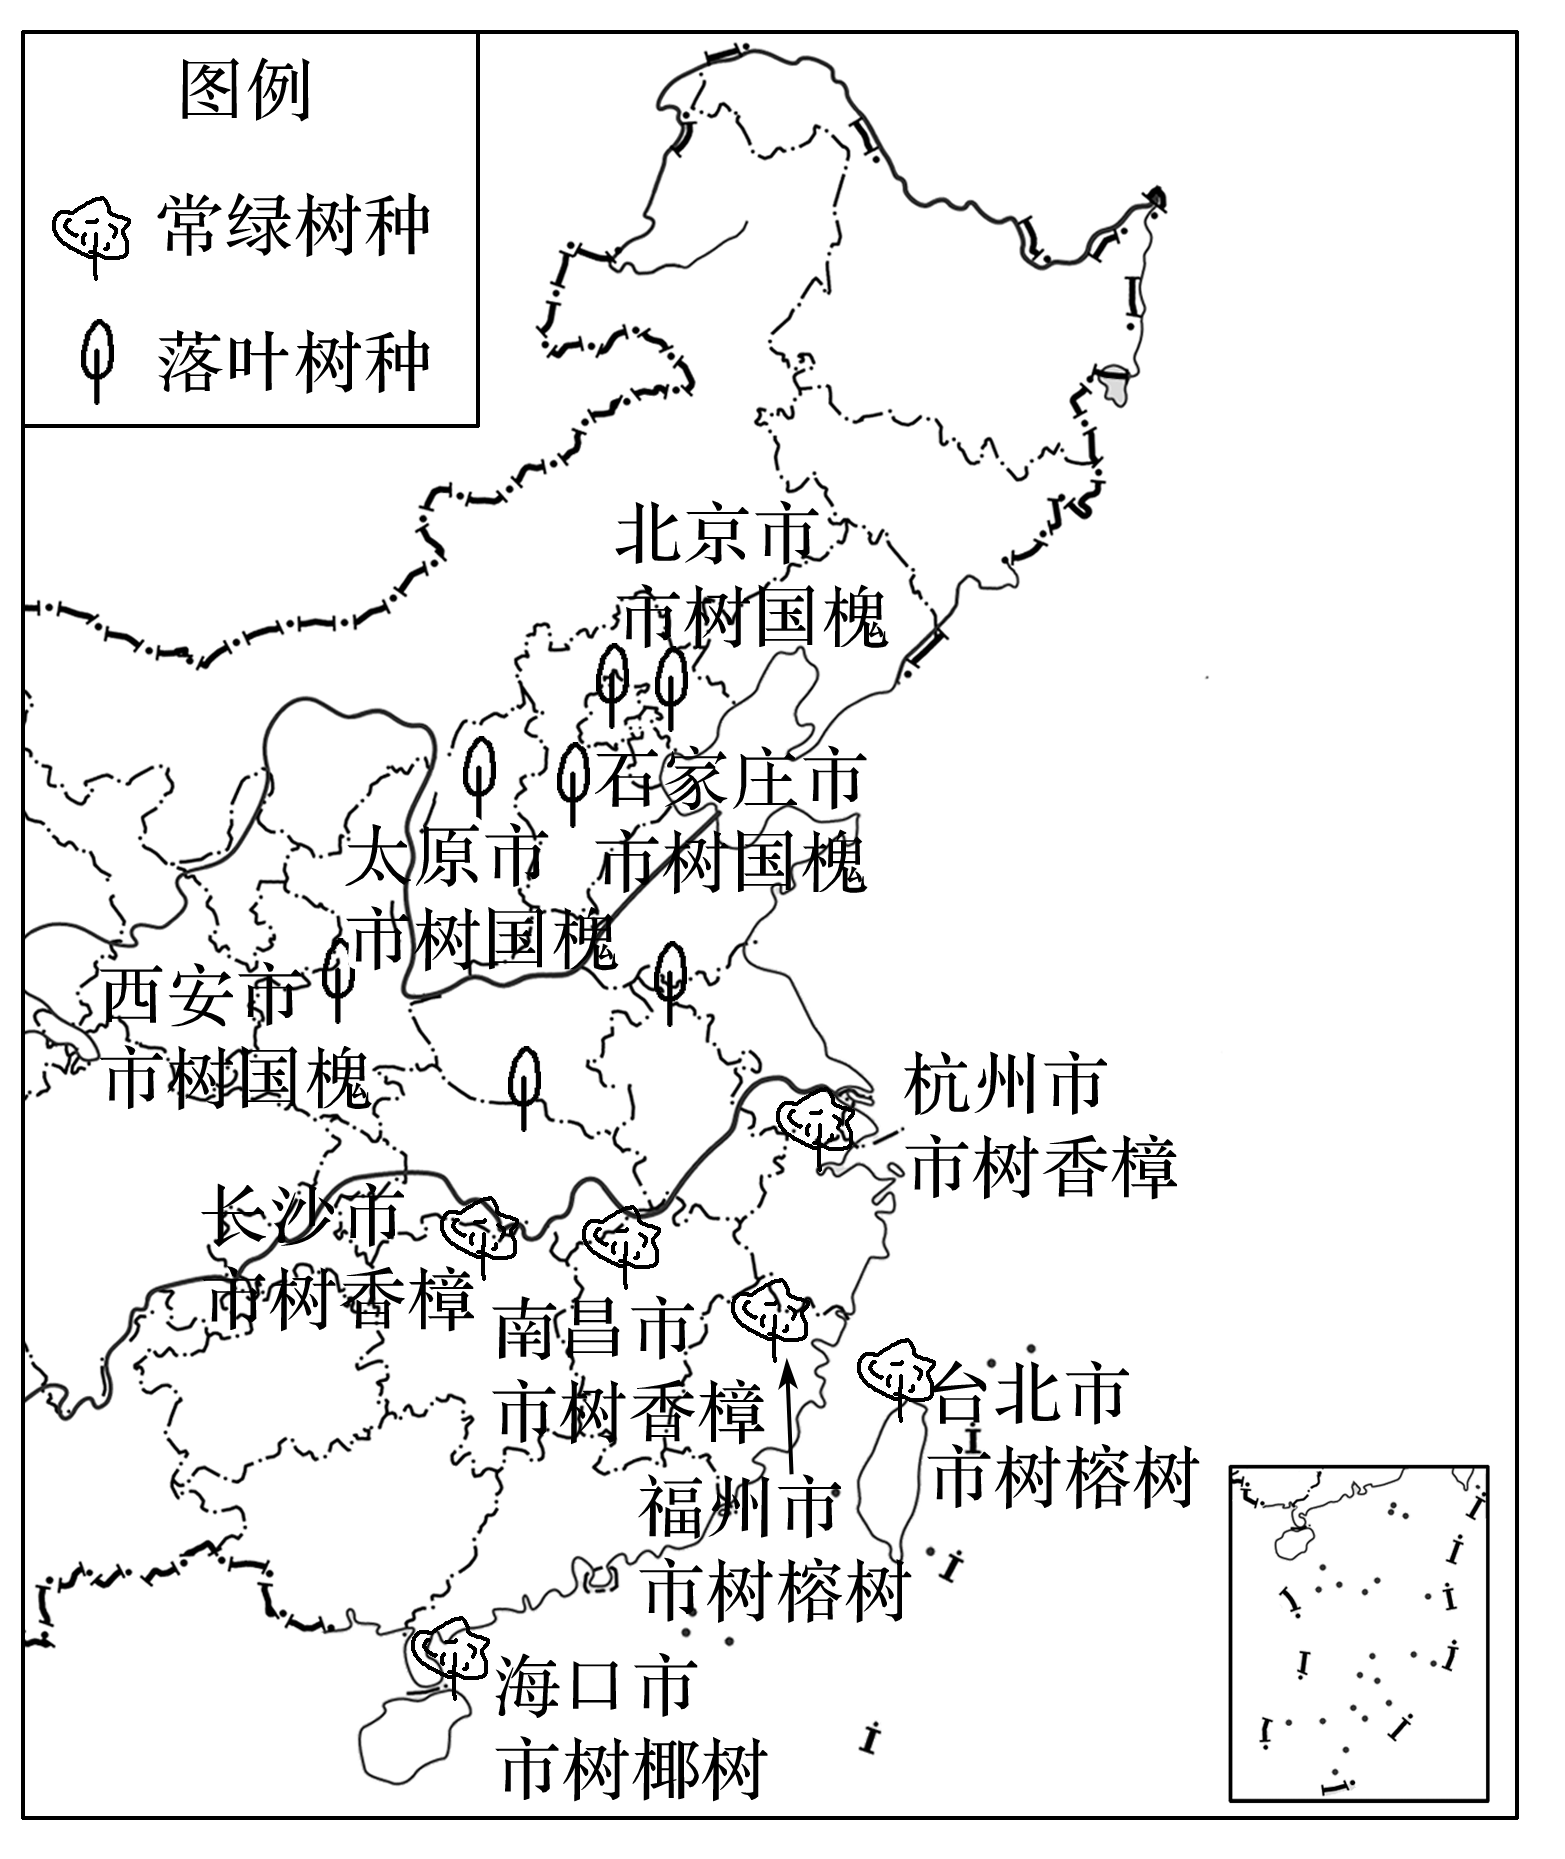 图例
常绿树种
落叶树种
北京市
市树国槐
石家庄市
市树国槐
太原市
市树国槐
西安市
市树国槐
杭州市
市树香樟
长沙市
市树香樟
南昌市
市树香樟
台北市
市树榕树
福州市
市树榕树
海口市
市树椰树